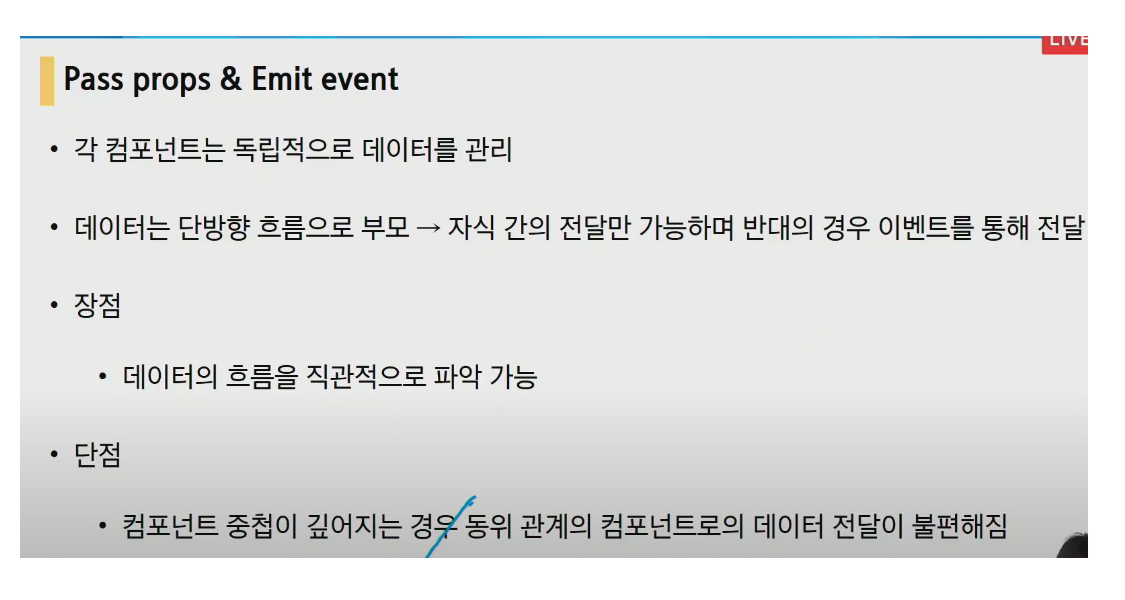 LIVE
Pass props & Emit event
• 각 컴포넌트는 독립적으로 데이터를 관리
• 데이터는 단방향 흐름으로 부모 → 자식 간의 전달만 가능하며 반대의 경우 이벤트를 통해 전달
• 장점
• 데이터의 흐름을 직관적으로 파악 가능
• 단점
• 컴포넌트 중첩이 깊어지는 경우 동위 관계의 컴포넌트로의 데이터 전달이 불편해짐